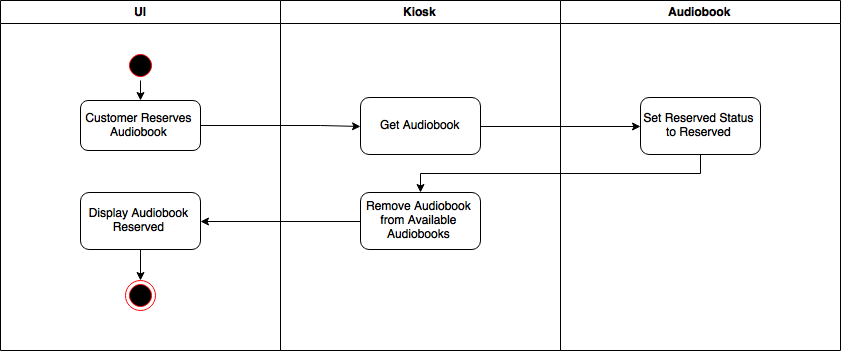 UI
Kiosk
Audiobook
Customer Reserves
Audiobook
Get Audiobook
Set Reserved Status
to Reserved
Display Audiobook
Reserved
Remove Audiobook
from Available
Audiobooks